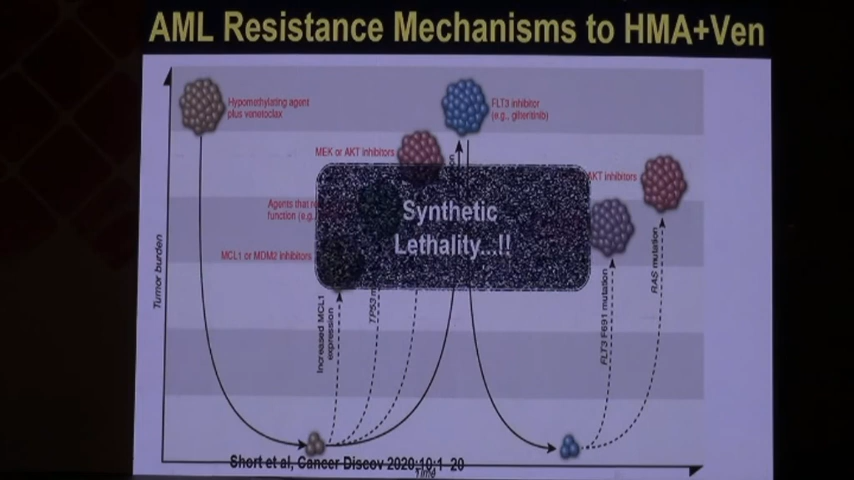 AML Resistance Mechanisms to HMA+Ven
Hypomethylating agent
plus venetoclax
FLT3 inhibitor
(e.g., gilteritinib)
MEK or AKT inhibitors
AKT inhibitors
Agents that
function (e.g.,
Synthetic
Lethality...!!
MCL1 or MDM2 inhibitors
Tumor burden
Increased MCL1
expression
TP53
FLT3 F691 mutation
RAS mutation
Short et al, Cancer Discov 2020;10:1-20
Time